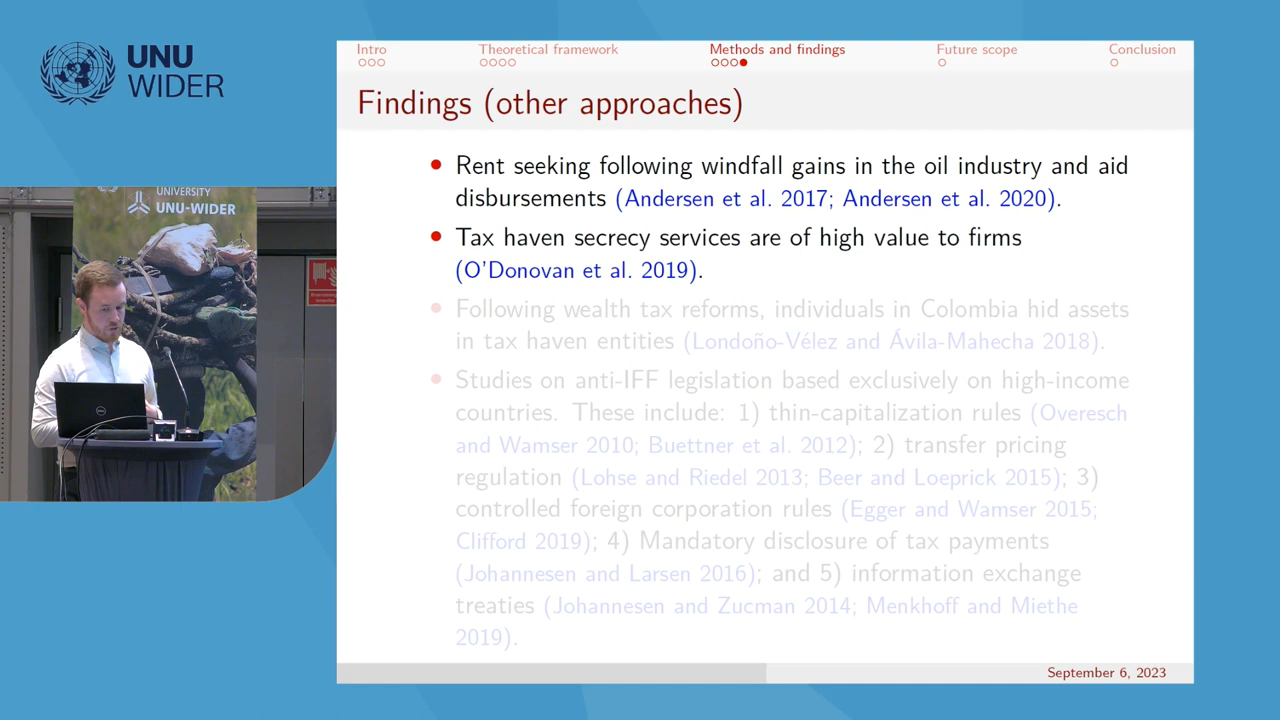 UNU
WIDER
UNIVERSITY
UNU-WIDER
Intro
Theoretical framework
Methods and findings
Future scope
Conclusion
Findings (other approaches)
Rent seeking following windfall gains in the oil industry and aid
disbursements (Andersen et al. 2017; Andersen et al. 2020).
Tax haven secrecy services are of high value to firms
(O'Donovan et al. 2019).
Following wealth tax reforms, individuals in Colombia hid assets
in tax haven entities (Londoño-Vélez and Ávila-Mahecha 2018).
Studies on anti-IFF legislation based exclusively on high-income
countries. These include: 1) thin-capitalization rules (Overesch
and Wamser 2010; Buettner et al. 2012); 2) transfer pricing
regulation (Lohse and Riedel 2013; Beer and Loeprick 2015); 3)
controlled foreign corporation rules (Egger and Wamser 2015;
Clifford 2019); 4) Mandatory disclosure of tax payments
(Johannesen and Larsen 2016); and 5) information exchange
treaties (Johannesen and Zucman 2014; Menkhoff and Miethe
2019).
September 6, 2023